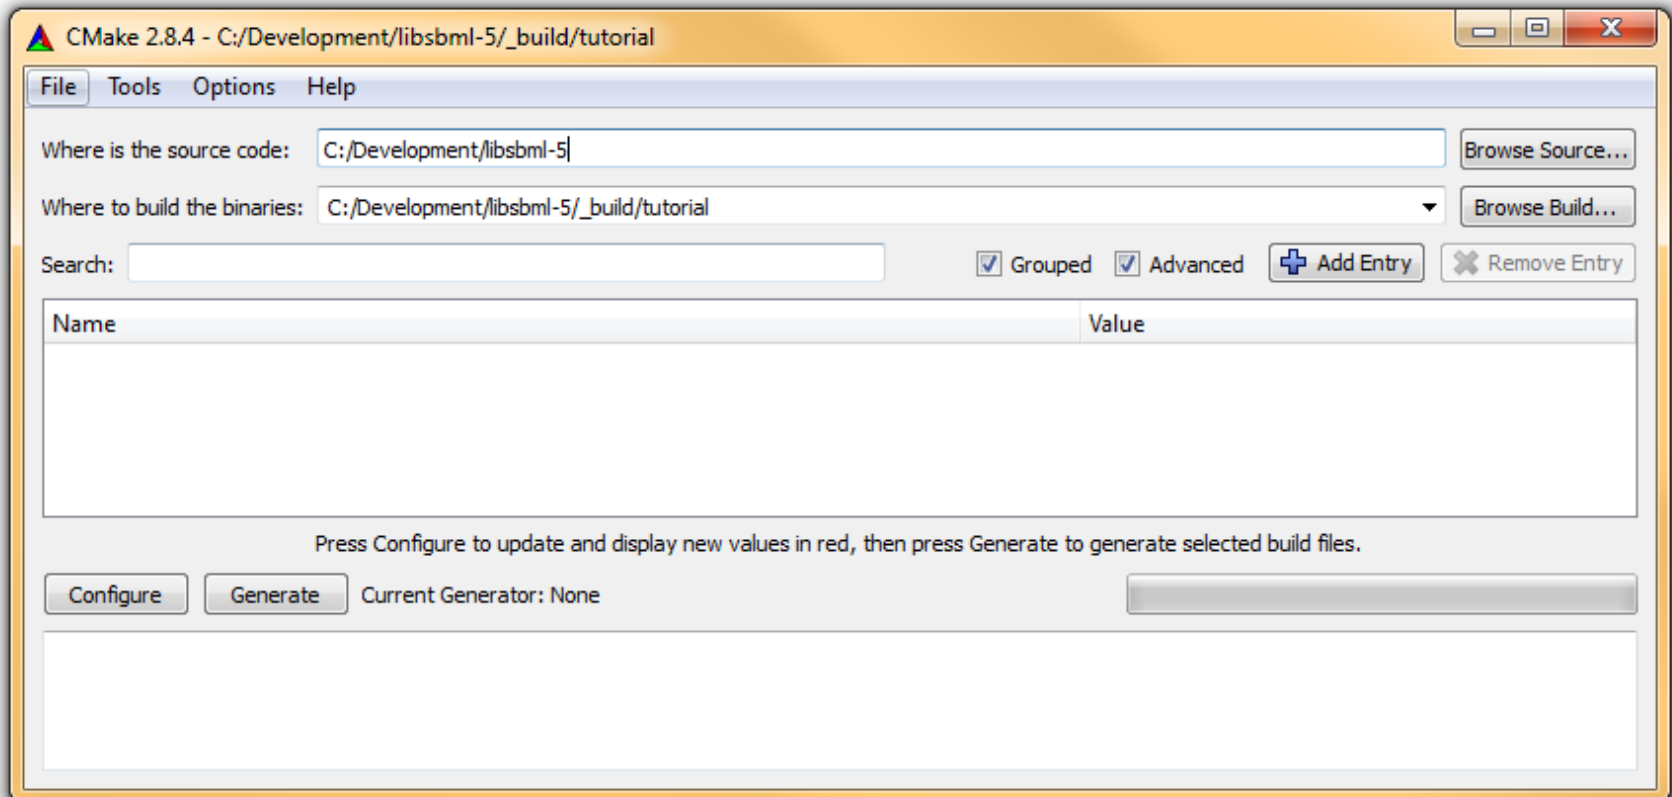 CMake 2.8.4 - C:/Development/libsbml-5/_build/tutorial
File Tools Options Help
Where is the source code: C:/Development/libsbml-5 Browse Source...
Where to build the binaries: C:/Development/libsbml-5/_build/tutorial Browse Build...
Search: Grouped Advanced Add Entry Remove Entry
Name Value
Press Configure to update and display new values in red, then press Generate to generate selected build files.
Configure Generate Current Generator: None